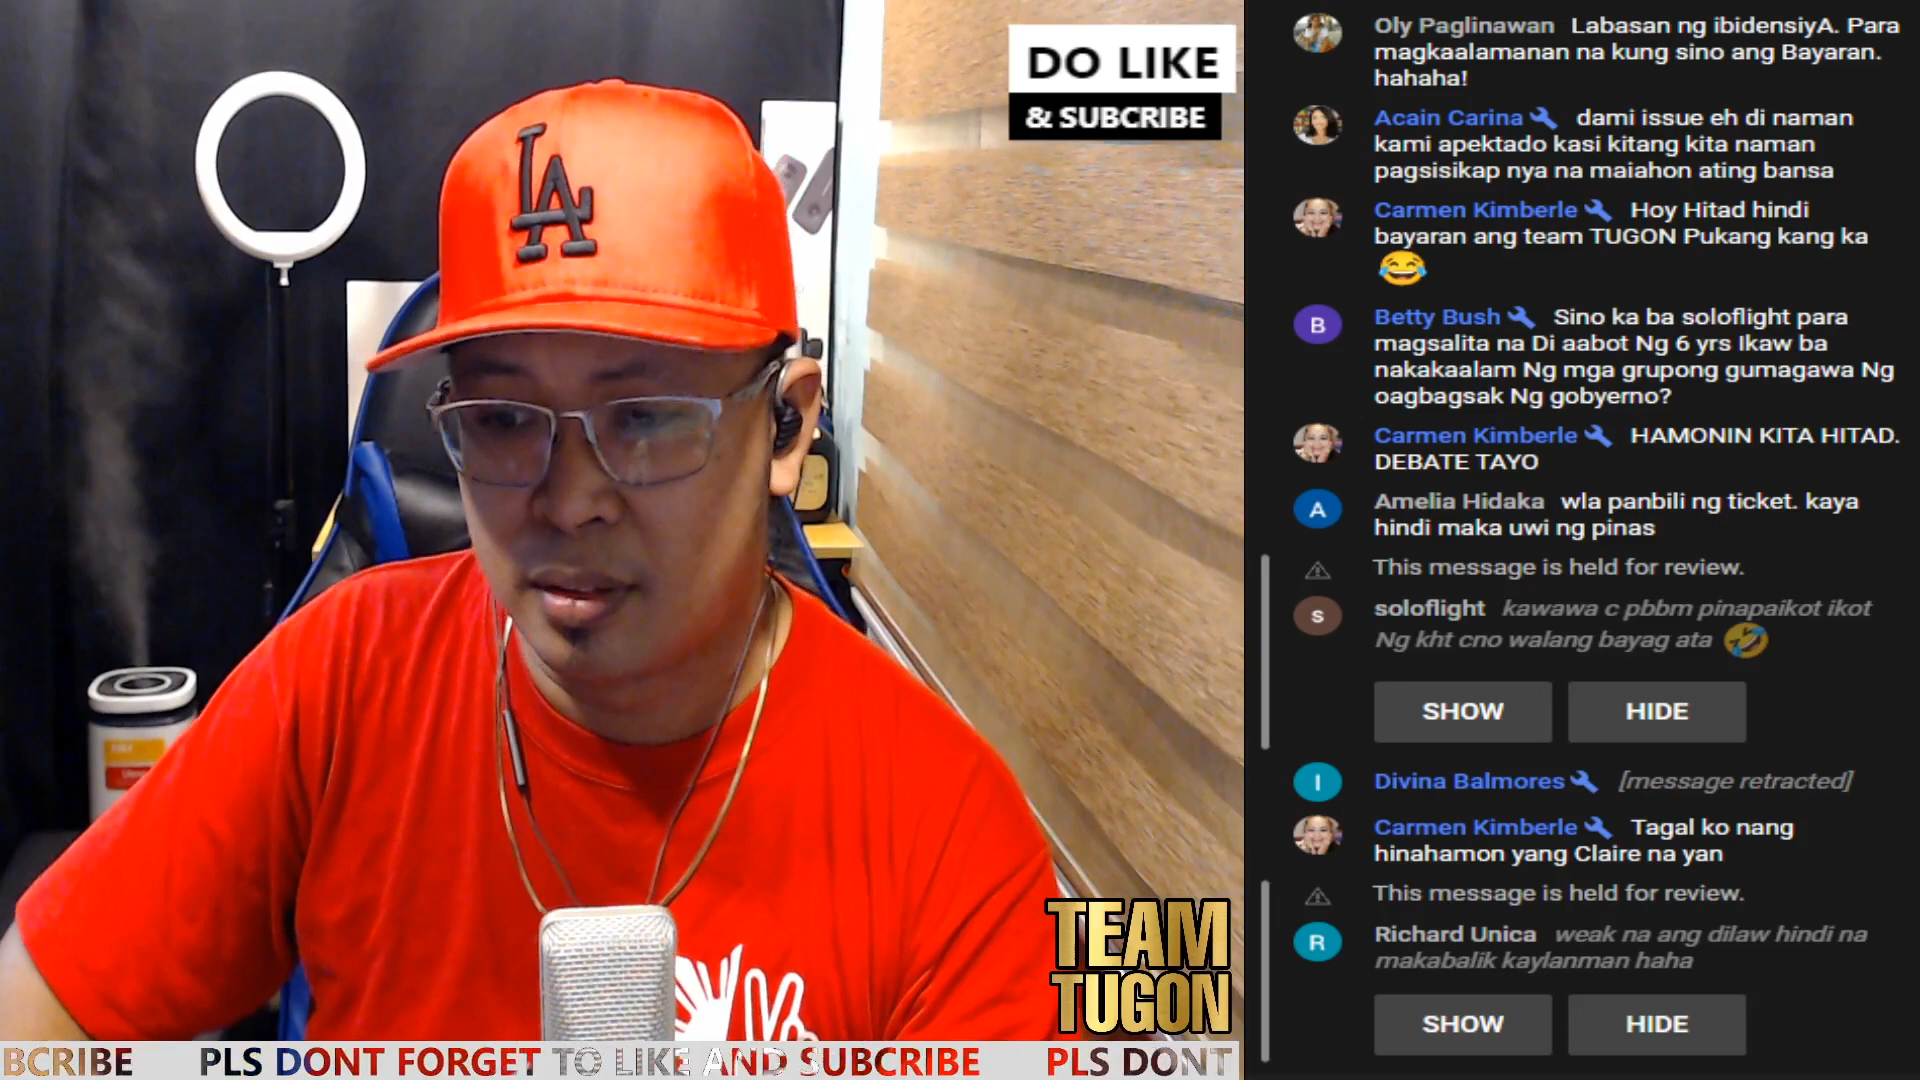 DO LIKE
& SUBCRIBE
LA
TEAM
TUGON
BCRIBE PLS DONT FORGET TO LIKE AND SUBCRIBE PLS DONT
Oly Paglinawan Labasan ng ibidensiyA. Para
magkaalamanan na kung sino ang Bayaran.
hahaha!
Acain Carina dami issue eh di naman
kami apektado kasi kitang kita naman
pagsisikap nya na maiahon ating bansa
Carmen Kimberle Hoy Hitad hindi
bayaran ang team TUGON Pukang kang ka
😂
B Betty Bush Sino ka ba soloflight para
magsalita na Di aabot Ng 6 yrs Ikaw ba
nakakaalam Ng mga grupong gumagawa Ng
oagbagsak Ng gobyerno?
Carmen Kimberle HAMONIN KITA HITAD.
DEBATE TAYO
A Amelia Hidaka wla panbili ng ticket. kaya
hindi maka uwi ng pinas
This message is held for review.
s soloflight kawawa c pbbm pinapaikot ikot
Ng kht cno walang bayag ata 🤣
SHOW HIDE
I Divina Balmores [message retracted]
Carmen Kimberle Tagal ko nang
hinahamon yang Claire na yan
This message is held for review.
R Richard Unica weak na ang dilaw hindi na
makabalik kaylanman haha
SHOW HIDE